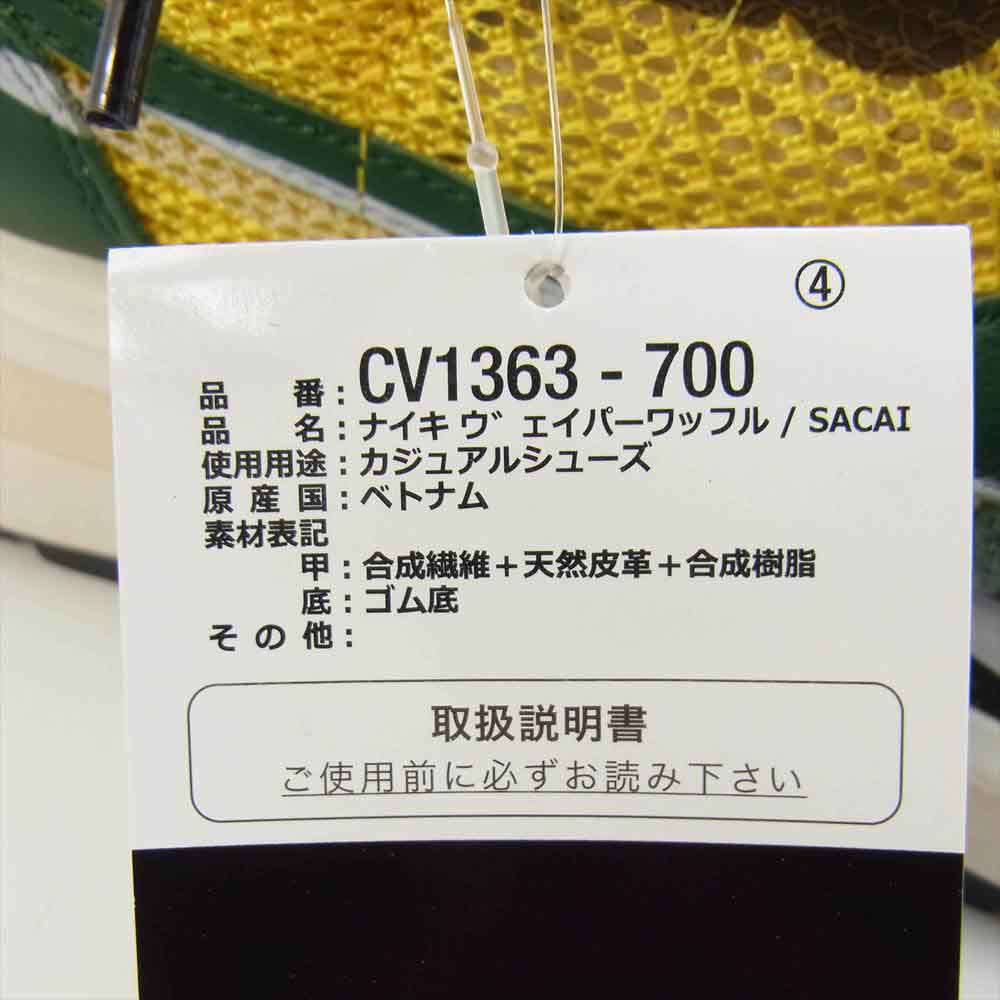 ④
品 番 : CV1363 - 700
品 名 : ナイキ ヴェイパーワッフル / SACAI
使用用途 : カジュアルシューズ
原 産 国 : ベトナム
素材表記
甲 : 合成繊維＋天然皮革＋合成樹脂
底 : ゴム底
そ の 他 :
取扱説明書
ご使用前に必ずお読み下さい